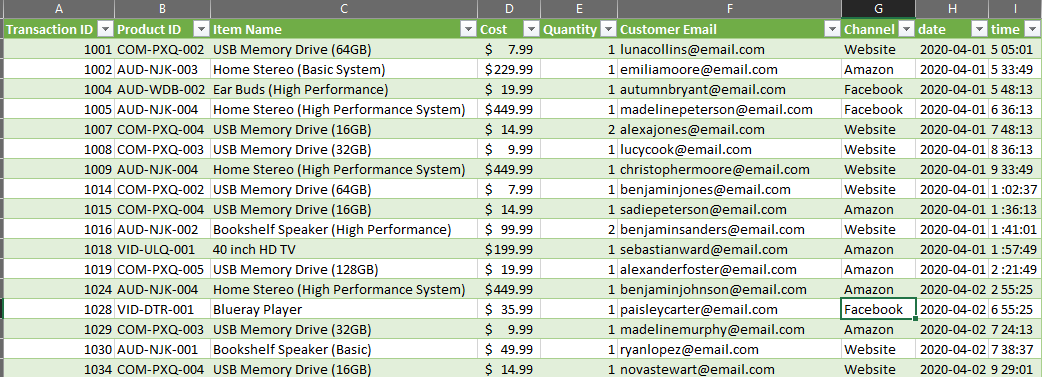 A B C D E F G H I
Transaction ID Product ID Item Name Cost Quantity Customer Email Channel date time
1001 COM-PXQ-002 USB Memory Drive (64GB) $ 7.99 1 lunacollins@email.com Website 2020-04-01 5 05:01
1002 AUD-NJK-003 Home Stereo (Basic System) $229.99 1 emiliamoore@email.com Amazon 2020-04-01 5 33:49
1004 AUD-WDB-002 Ear Buds (High Performance) $ 19.99 1 autumnbryant@email.com Facebook 2020-04-01 5 48:13
1005 AUD-NJK-004 Home Stereo (High Performance System) $449.99 1 madelinepeterson@email.com Facebook 2020-04-01 6 36:13
1007 COM-PXQ-004 USB Memory Drive (16GB) $ 14.99 2 alexajones@email.com Website 2020-04-01 7 48:13
1008 COM-PXQ-003 USB Memory Drive (32GB) $ 9.99 1 lucycook@email.com Website 2020-04-01 8 36:13
1009 AUD-NJK-004 Home Stereo (High Performance System) $449.99 1 christophermoore@email.com Website 2020-04-01 9 33:49
1014 COM-PXQ-002 USB Memory Drive (64GB) $ 7.99 1 benjaminjones@email.com Website 2020-04-01 1 :02:37
1015 COM-PXQ-004 USB Memory Drive (16GB) $ 14.99 1 sadiepeterson@email.com Amazon 2020-04-01 1 :36:13
1016 AUD-NJK-002 Bookshelf Speaker (High Performance) $ 99.99 2 benjaminsanders@email.com Website 2020-04-01 1 :41:01
1018 VID-ULQ-001 40 inch HD TV $199.99 1 sebastianward@email.com Amazon 2020-04-01 1 :57:49
1019 COM-PXQ-005 USB Memory Drive (128GB) $ 19.99 1 alexanderfoster@email.com Amazon 2020-04-01 2 :21:49
1024 AUD-NJK-004 Home Stereo (High Performance System) $449.99 1 benjaminjohnson@email.com Amazon 2020-04-02 2 55:25
1028 VID-DTR-001 Blueray Player $ 35.99 1 paisleycarter@email.com Facebook 2020-04-02 6 55:25
1029 COM-PXQ-003 USB Memory Drive (32GB) $ 9.99 1 madelinemurphy@email.com Amazon 2020-04-02 7 24:13
1030 AUD-NJK-001 Bookshelf Speaker (Basic) $ 49.99 1 ryanlopez@email.com Website 2020-04-02 7 38:37
1034 COM-PXQ-004 USB Memory Drive (16GB) $ 14.99 1 novastewart@email.com Website 2020-04-02 9 29:01